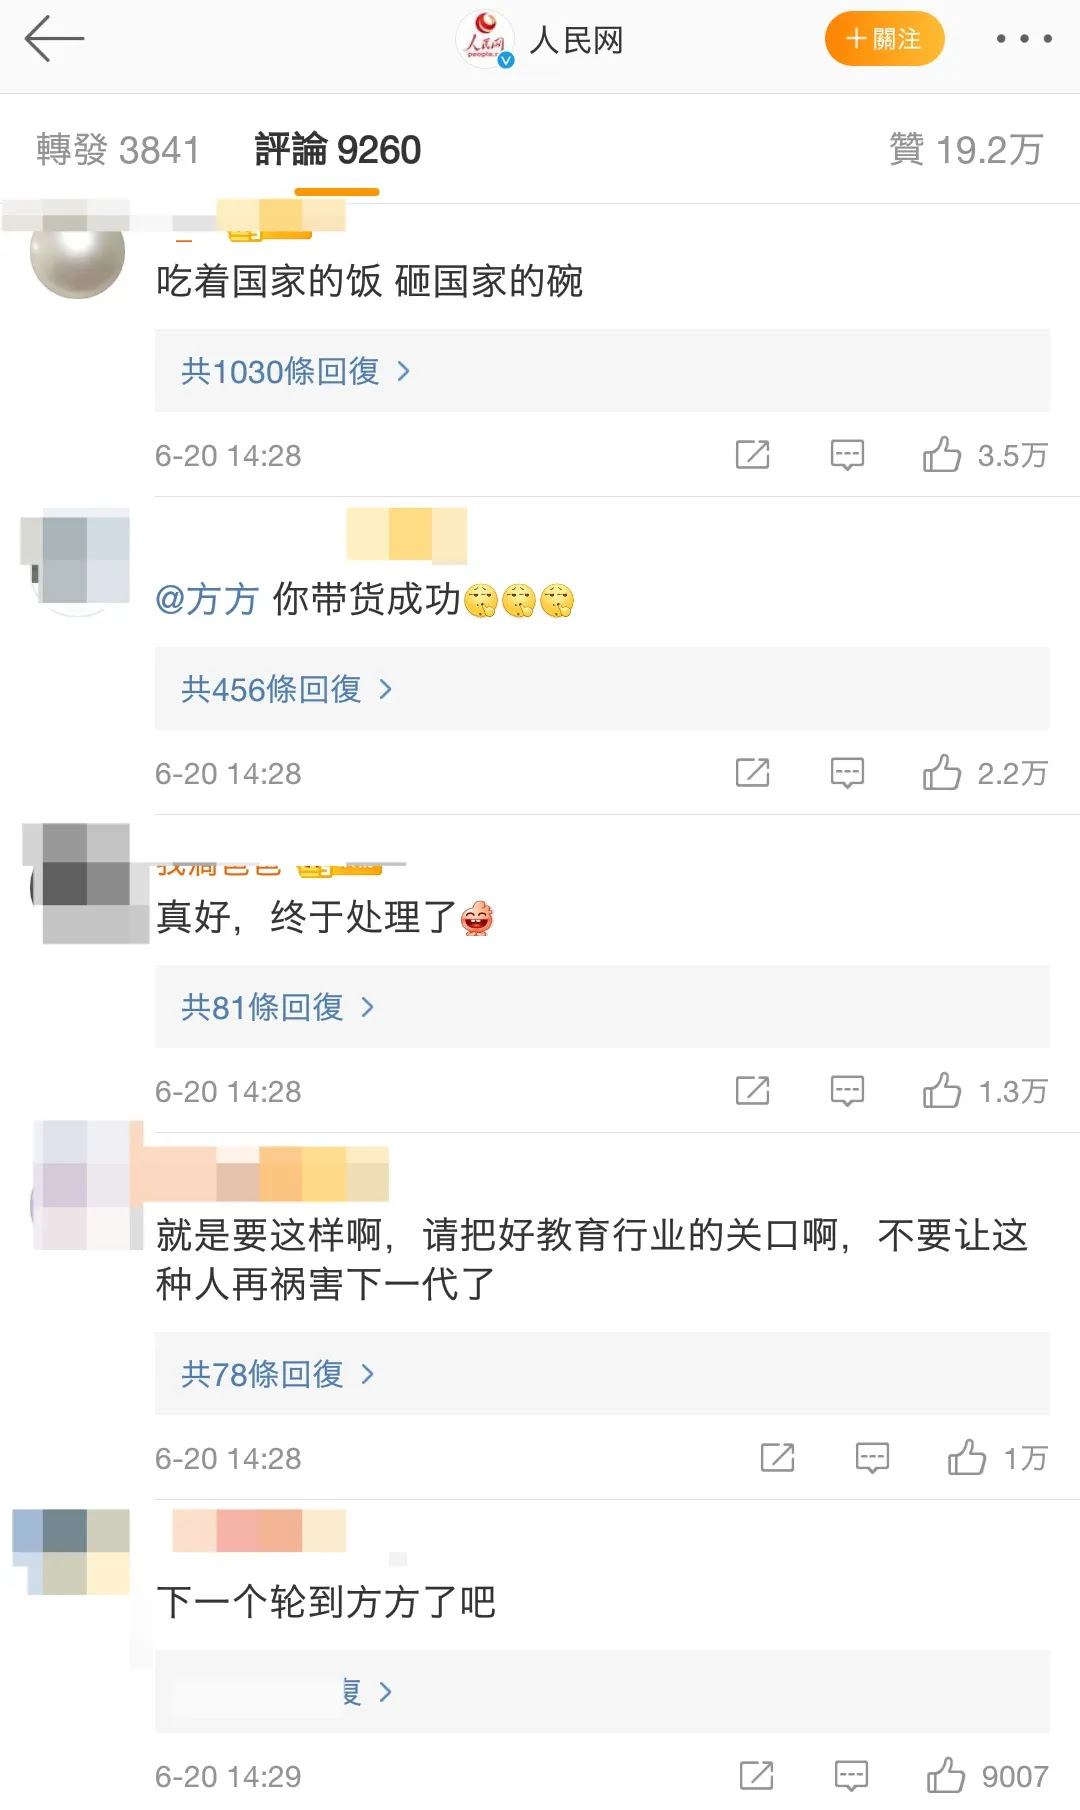 人民网
+關注
轉發 3841
評論 9260
贊 19.2万
吃着国家的饭 砸国家的碗
共1030條回復
6-20 14:28
3.5万
@方方 你带货成功
共456條回復
6-20 14:28
2.2万
真好，终于处理了
共81條回復
6-20 14:28
1.3万
就是要这样啊，请把好教育行业的关口啊，不要让这
种人再祸害下一代了
共78條回復
6-20 14:28
1万
下一个轮到方方了吧
復
6-20 14:29
9007